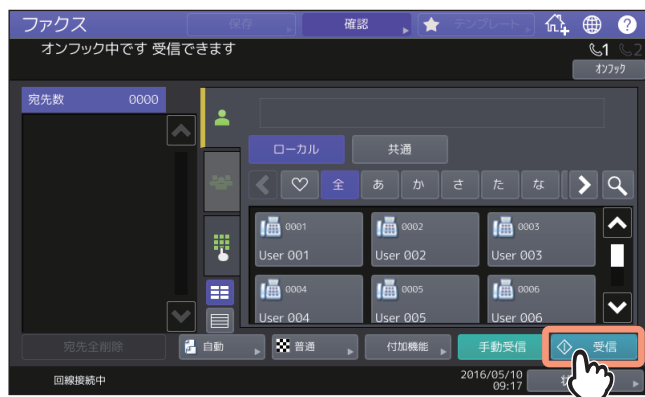 ファクス 保存 確認 テンプレート
オンフック中です 受信できます
1 2
オンフック
宛先数 0000
ローカル 共通
全 あ か さ た な
0001 0002 0003
User 001 User 002 User 003
0004 0005 0006
User 004 User 005 User 006
宛先全削除 自動 普通 付加機能 手動受信 受信
回線接続中
2016/05/10
09:17